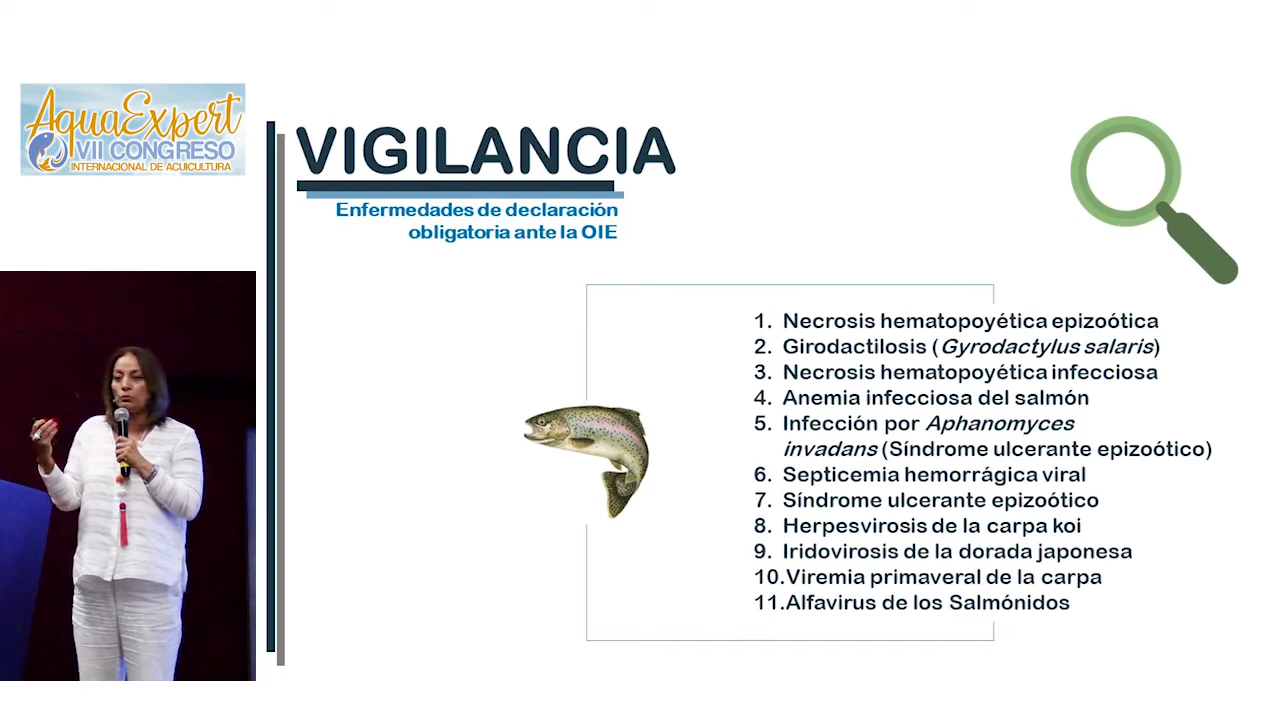 AquaExpert
VII CONGRESO
INTERNACIONAL DE ACUICULTURA
VIGILANCIA
Enfermedades de declaración
obligatoria ante la OIE
1. Necrosis hematopoyética epizoótica
2. Girodactilosis (Gyrodactylus salaris)
3. Necrosis hematopoyética infecciosa
4. Anemia infecciosa del salmón
5. Infección por Aphanomyces
invadans (Síndrome ulcerante epizoótico)
6. Septicemia hemorrágica viral
7. Síndrome ulcerante epizoótico
8. Herpesvirosis de la carpa koi
9. Iridovirosis de la dorada japonesa
10.Viremia primaveral de la carpa
11.Alfavirus de los Salmónidos